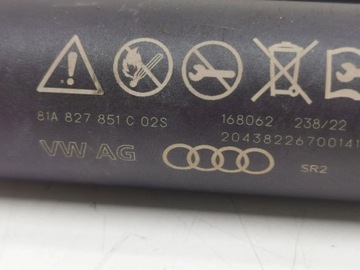 81A 827 851 C 02S
168062 238/22
20438226700141
VW AG
SR2